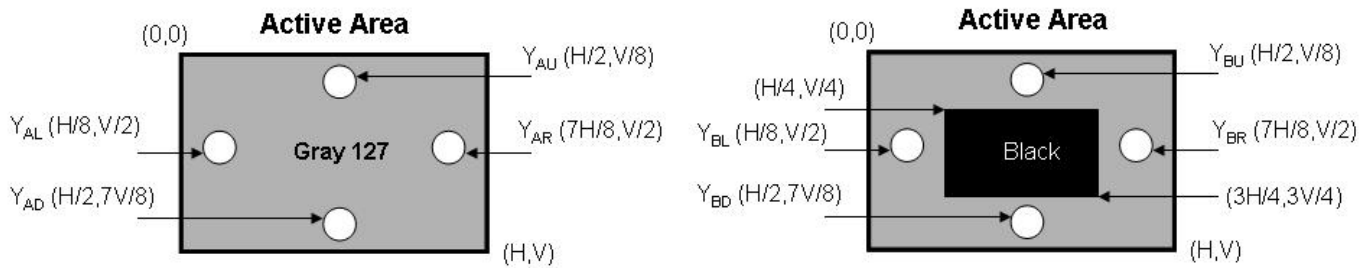 Active Area
(0,0)
Y_AU (H/2,V/8)
Y_AL (H/8,V/2)
Y_AR (7H/8,V/2)
Gray 127
Y_AD (H/2,7V/8)
(H,V)
Active Area
(0,0)
Y_BU (H/2,V/8)
(H/4,V/4)
Y_BL (H/8,V/2)
Y_BR (7H/8,V/2)
Black
Y_BD (H/2,7V/8)
(3H/4,3V/4)
(H,V)